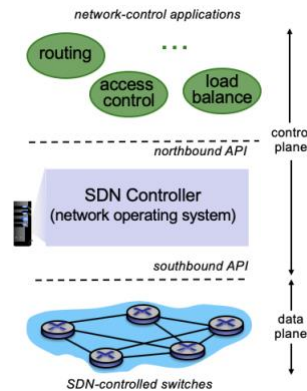 network-control applications
...
routing
access
control
load
balance
control
plane
northbound API
SDN Controller
(network operating system)
southbound API
data
plane
SDN-controlled switches